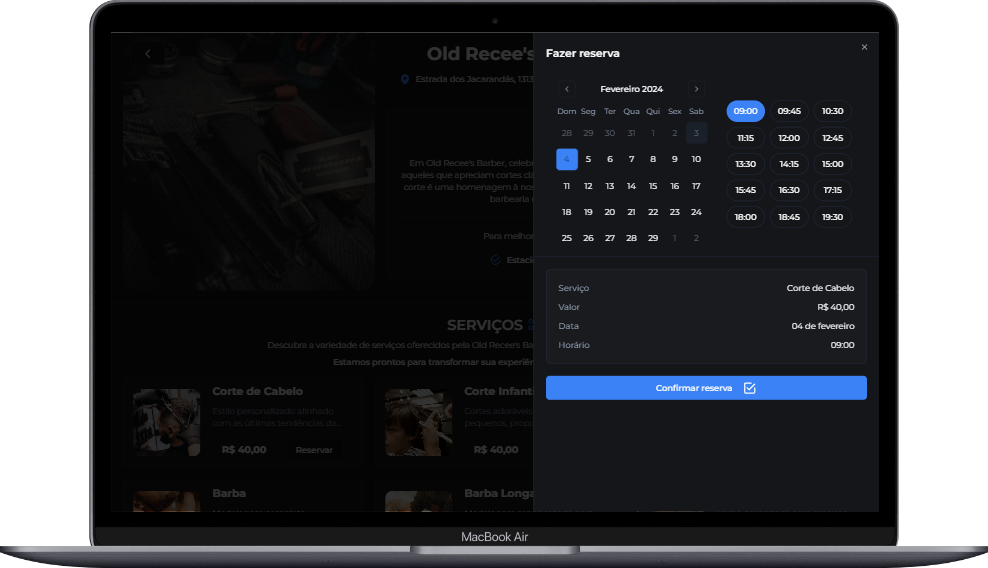 Old Recee's
Estrada dos Jacarandás, 1313
Em Old Recee's Barber, celeb
aqueles que apreciam cortes clá
corte é uma homenagem à nos
barbearia
Para melhor
Estaci
SERVIÇOS
Descubra a variedade de serviços oferecidos pela Old Recee's Ba
Estamos prontos para transformar sua experiên
Corte de Cabelo
Estilo personalizado alinhado
com as últimas tendências da...
R$ 40,00
Reservar
Corte Infant
Cortes adoráveis
pequenos, propo
R$ 40,00
Barba
Barba Longa
Fazer reserva
Fevereiro 2024
Dom Seg Ter Qua Qui Sex Sab
28 29 30 31 1 2 3
4 5 6 7 8 9 10
11 12 13 14 15 16 17
18 19 20 21 22 23 24
25 26 27 28 29 1 2
09:00 09:45 10:30
11:15 12:00 12:45
13:30 14:15 15:00
15:45 16:30 17:15
18:00 18:45 19:30
Serviço Corte de Cabelo
Valor R$ 40,00
Data 04 de fevereiro
Horário 09:00
Confirmar reserva
MacBook Air